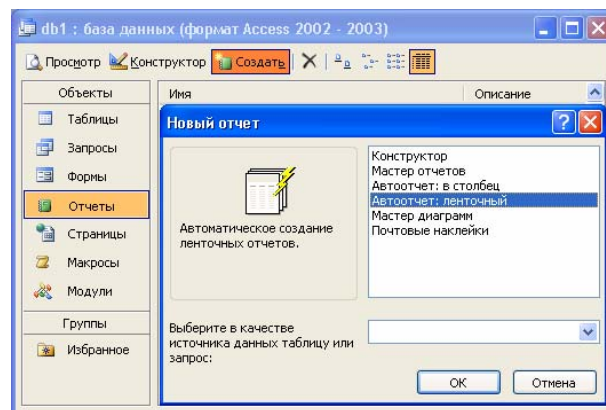 db1 : база данных (формат Access 2002 - 2003)
Просмотр Конструктор Создать
Объекты
Имя
Описание
Таблицы
Запросы
Формы
Отчеты
Страницы
Макросы
Модули
Группы
Избранное
Новый отчет
Автоматическое создание
ленточных отчетов.
Конструктор
Мастер отчетов
Автоотчет: в столбец
Автоотчет: ленточный
Мастер диаграмм
Почтовые наклейки
Выберите в качестве
источника данных таблицу или
запрос:
ОК
Отмена